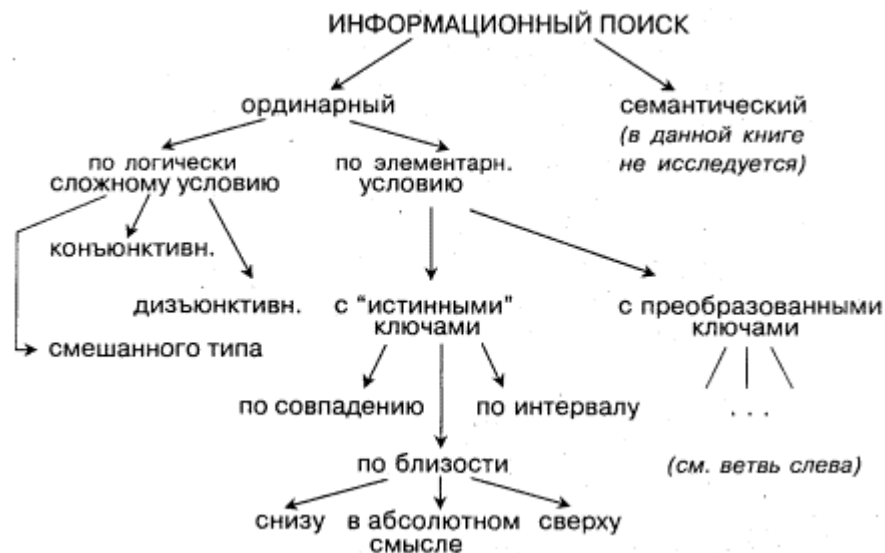 ИНФОРМАЦИОННЫЙ ПОИСК
ординарный
семантический
(в данной книге
не исследуется)
по логически
сложному условию
по элементарн.
условию
конъюнктивн.
дизъюнктивн.
смешанного типа
с "истинными"
ключами
с преобразованными
ключами
по совпадению
по интервалу
. . .
по близости
(см. ветвь слева)
снизу
в абсолютном
смысле
сверху